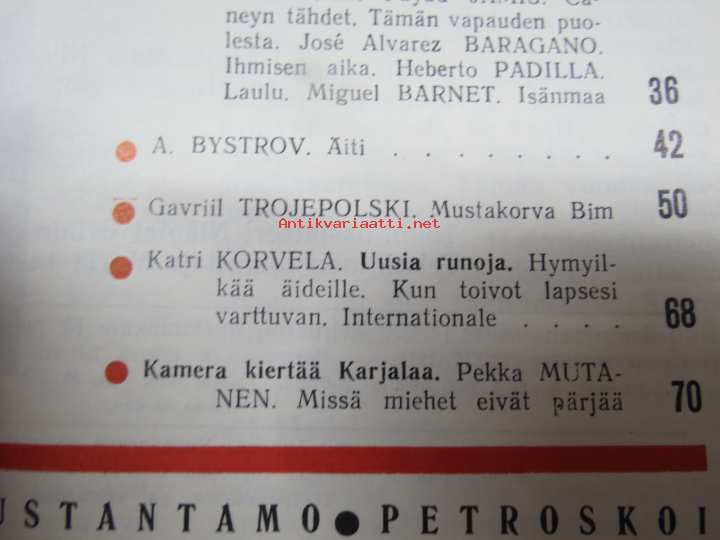 neyn tähdet. Tämän vapauden puo-
lesta. José Alvarez BARAGANO.
Ihmisen aika. Heberto PADILLA.
Laulu. Miguel BARNET. Isänmaa 36
A. BYSTROV. Äiti . . . . . . . . 42
Gavriil TROJEPOLSKI. Mustakorva Bim 50
Antikvariaatti.net
Katri KORVELA. Uusia runoja. Hymyil-
kää äideille. Kun toivot lapsesi
varttuvan. Internationale . . . . 68
Kamera kiertää Karjalaa. Pekka MUTA-
NEN. Missä miehet eivät pärjää 70
USTANTAMO ● PETROSKOI